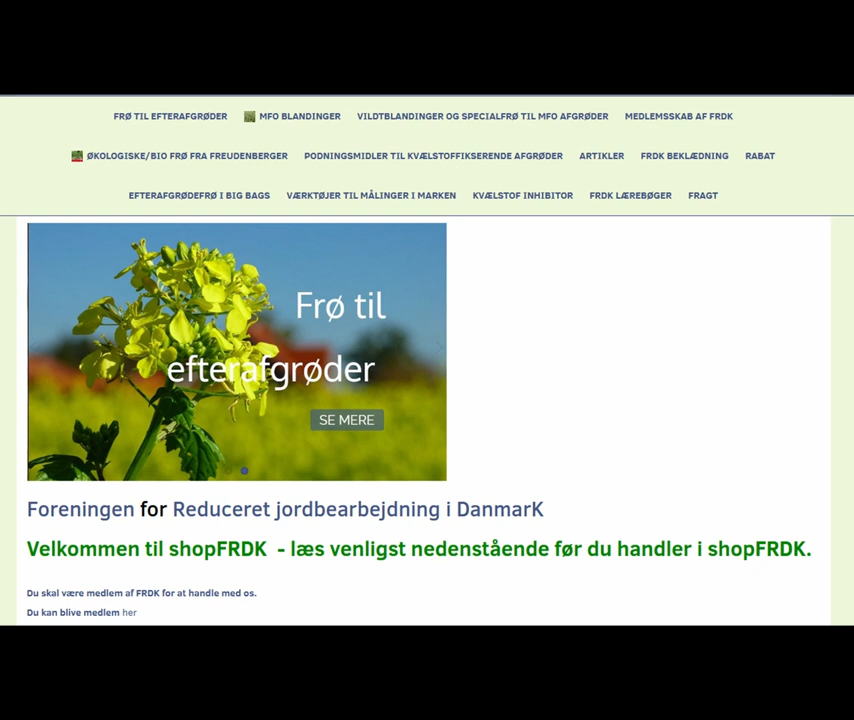 FRØ TIL EFTERAFGRØDER MFO BLANDINGER VILDTBLANDINGER OG SPECIALFRØ TIL MFO AFGRØDER MEDLEMSSKAB AF FRDK
ØKOLOGISKE/BIO FRØ FRA FREUDENBERGER PODNINGSMIDLER TIL KVÆLSTOFFIKSERENDE AFGRØDER ARTIKLER FRDK BEKLÆDNING RABAT
EFTERAFGRØDEFRØ I BIG BAGS VÆRKTØJER TIL MÅLINGER I MARKEN KVÆLSTOF INHIBITOR FRDK LÆREBØGER FRAGT
Frø til
efterafgrøder
SE MERE
Foreningen for Reduceret jordbearbejdning i DanmarK
Velkommen til shopFRDK - læs venligst nedenstående før du handler i shopFRDK.
Du skal være medlem af FRDK for at handle med os.
Du kan blive medlem her